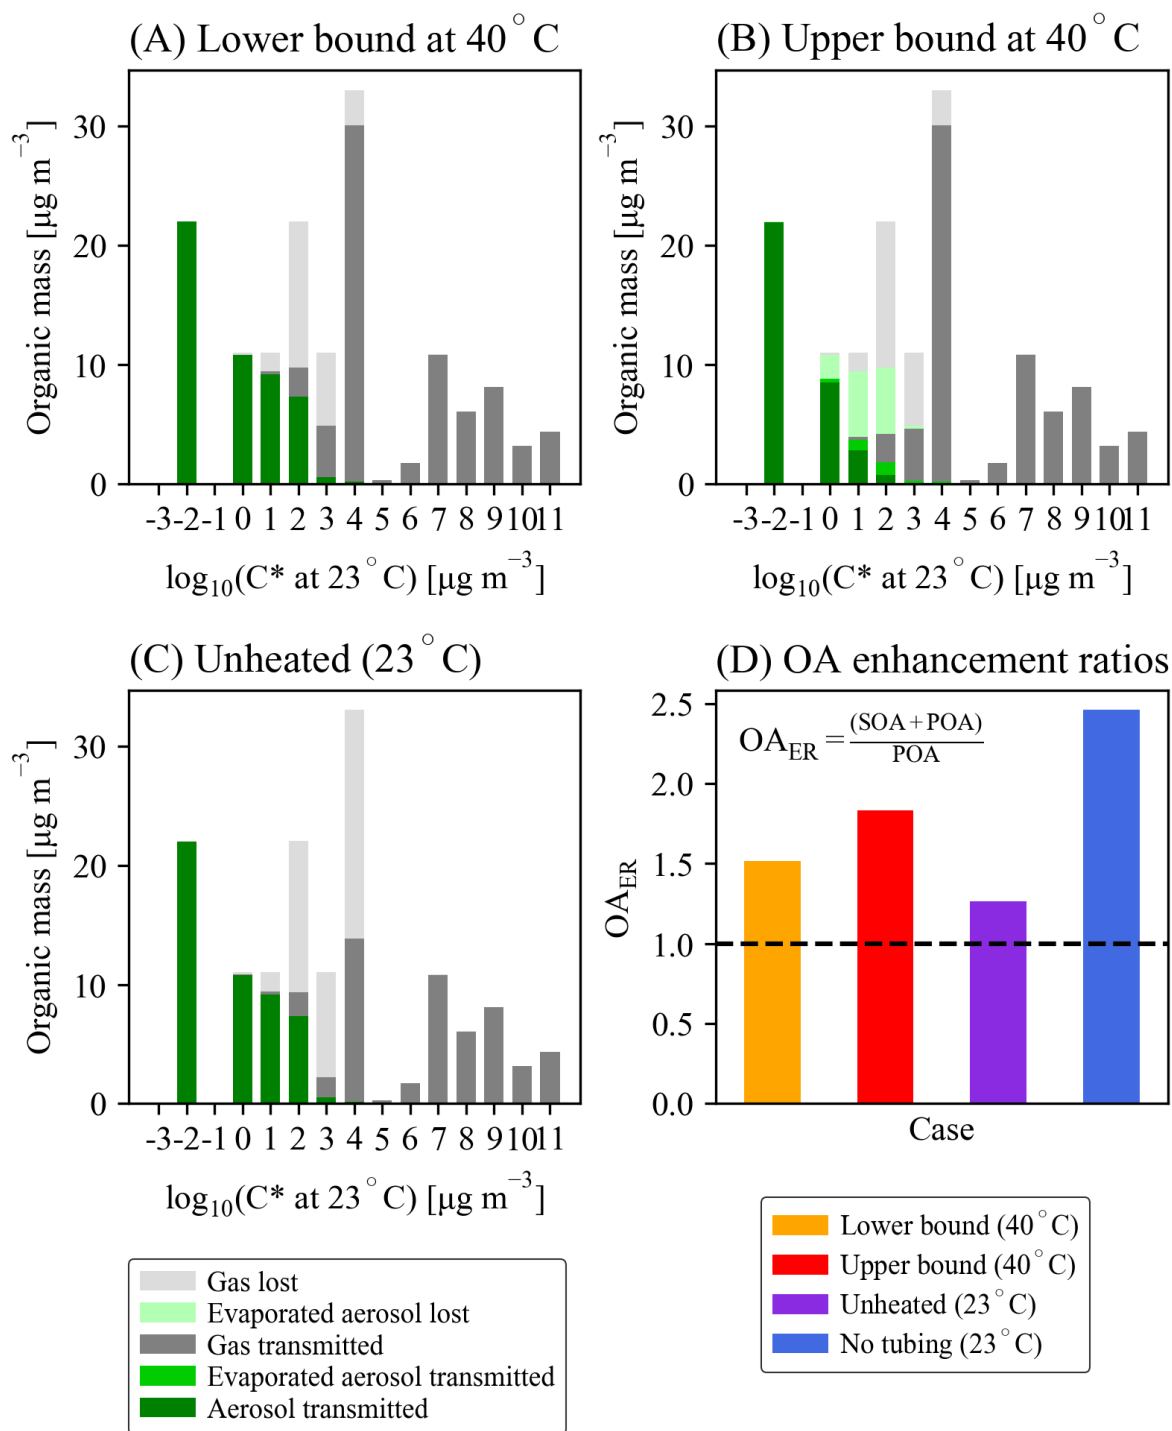 (A) Lower bound at 40°C
Organic mass [µg m⁻³]
30
20
10
0
-3 -2 -1 0 1 2 3 4 5 6 7 8 9 10 11
log₁₀(C* at 23°C) [µg m⁻³]
(B) Upper bound at 40°C
Organic mass [µg m⁻³]
30
20
10
0
-3 -2 -1 0 1 2 3 4 5 6 7 8 9 10 11
log₁₀(C* at 23°C) [µg m⁻³]
(C) Unheated (23°C)
Organic mass [µg m⁻³]
30
20
10
0
-3 -2 -1 0 1 2 3 4 5 6 7 8 9 10 11
log₁₀(C* at 23°C) [µg m⁻³]
Gas lost
Evaporated aerosol lost
Gas transmitted
Evaporated aerosol transmitted
Aerosol transmitted
(D) OA enhancement ratios
OA_ER = (SOA+POA)/POA
OA_ER
2.5
2.0
1.5
1.0
0.5
0.0
Case
Lower bound (40°C)
Upper bound (40°C)
Unheated (23°C)
No tubing (23°C)